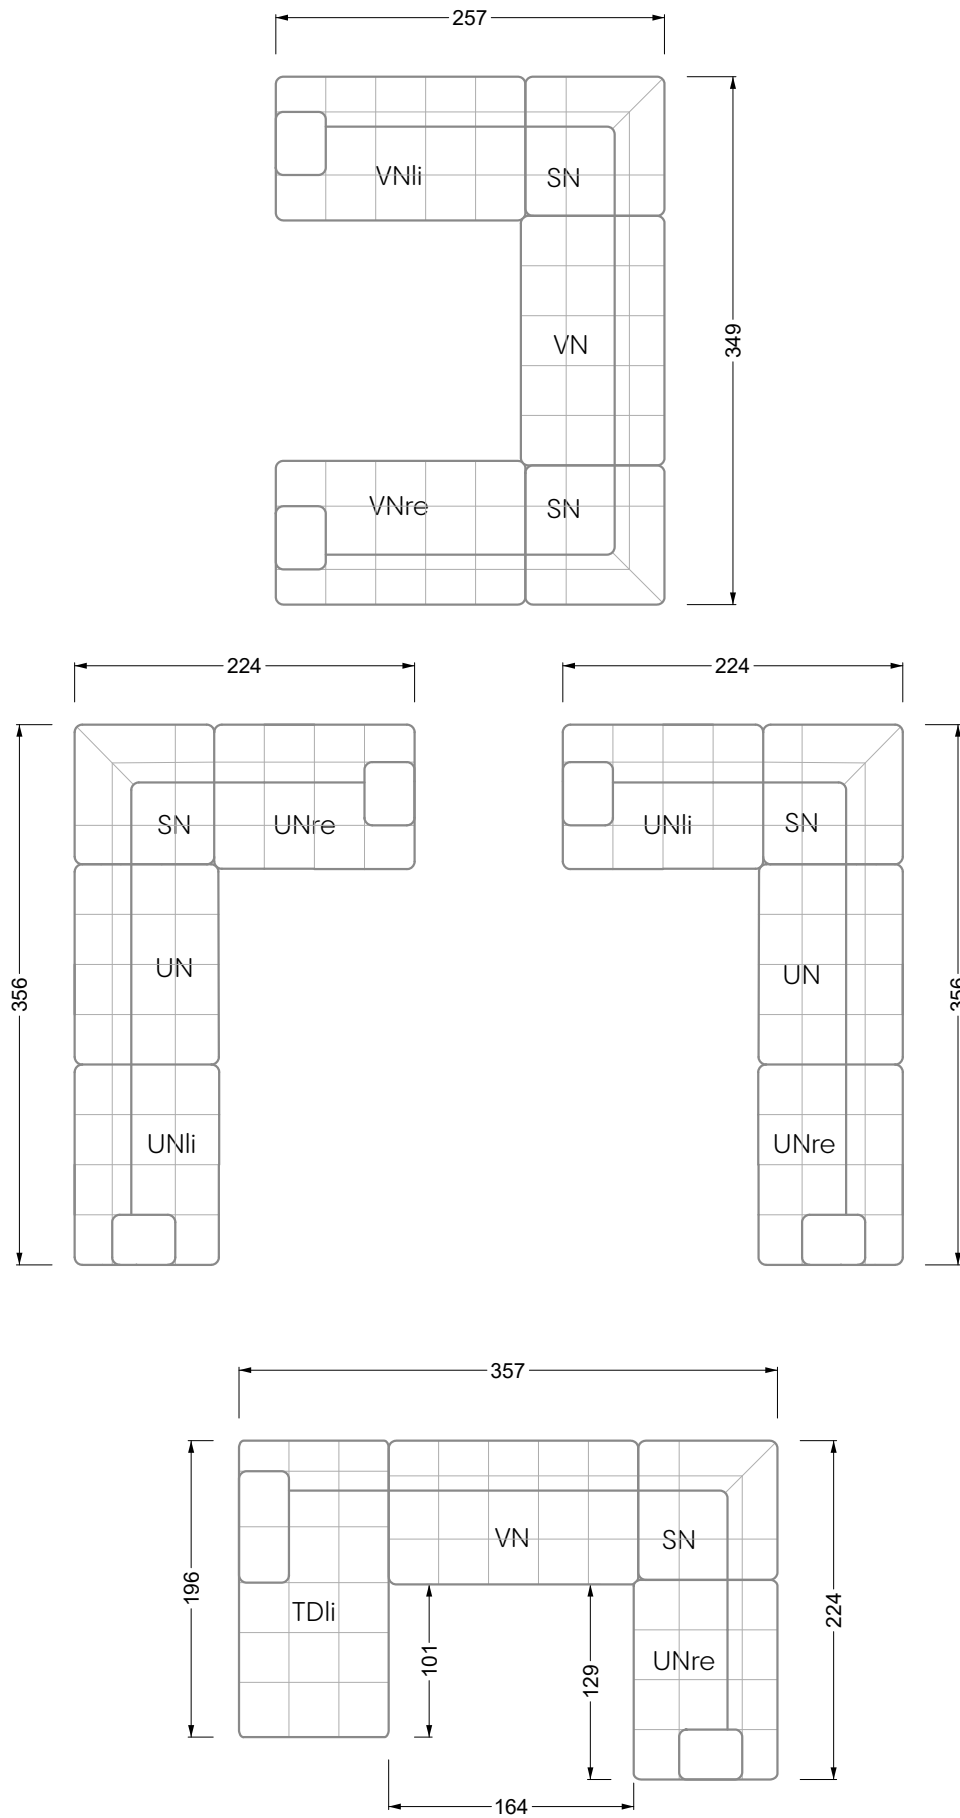 257
VNli
SN
VN
349
VNre
SN
224
224
SN
UNre
UNli
SN
UN
UN
356
356
UNli
UNre
357
VN
SN
196
TDli
224
101
129
UNre
164